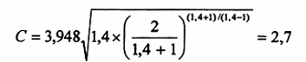 C = 3,948 √(1,4 × (2 / (1,4 + 1))^((1,4+1)/(1,4−1))) = 2,7